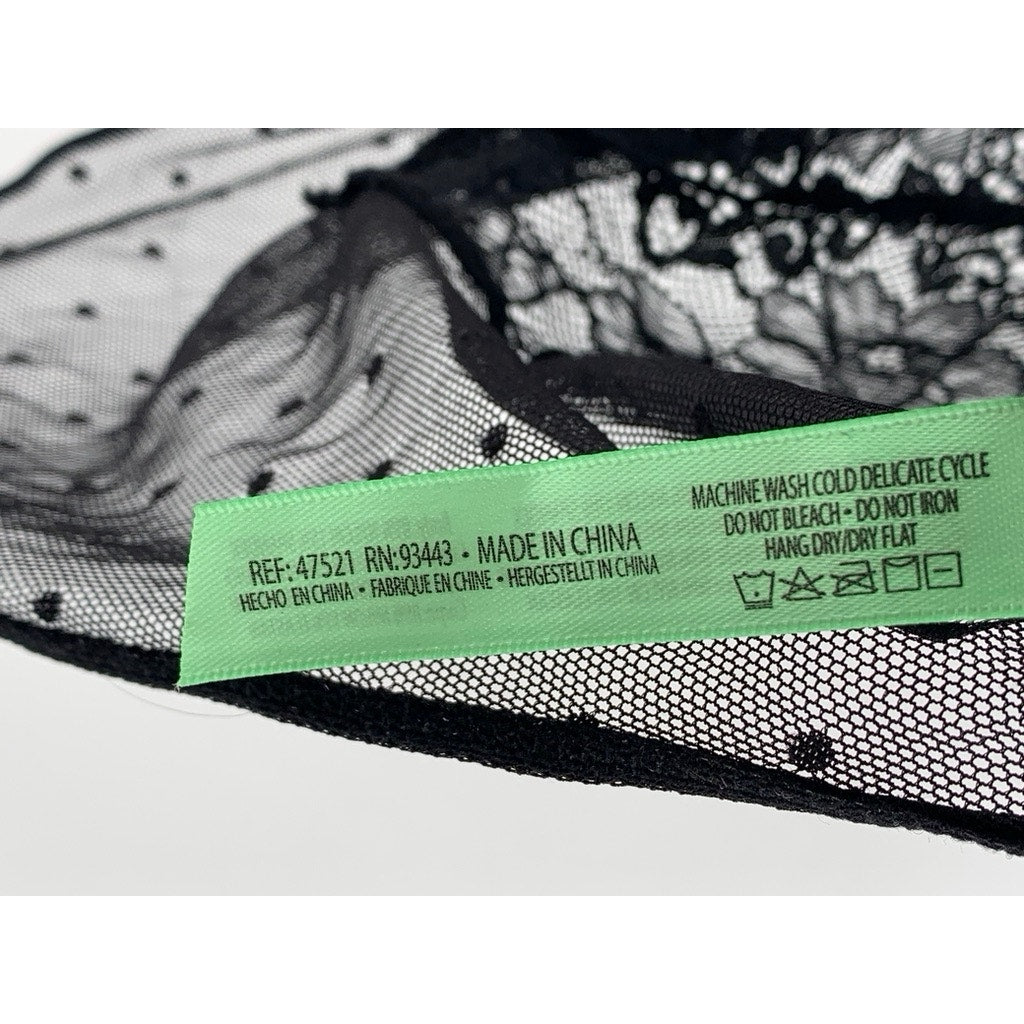 REF: 47521 RN:93443 • MADE IN CHINA
HECHO EN CHINA • FABRIQUE EN CHINE • HERGESTELLT IN CHINA
MACHINE WASH COLD DELICATE CYCLE
DO NOT BLEACH • DO NOT IRON
HANG DRY/DRY FLAT